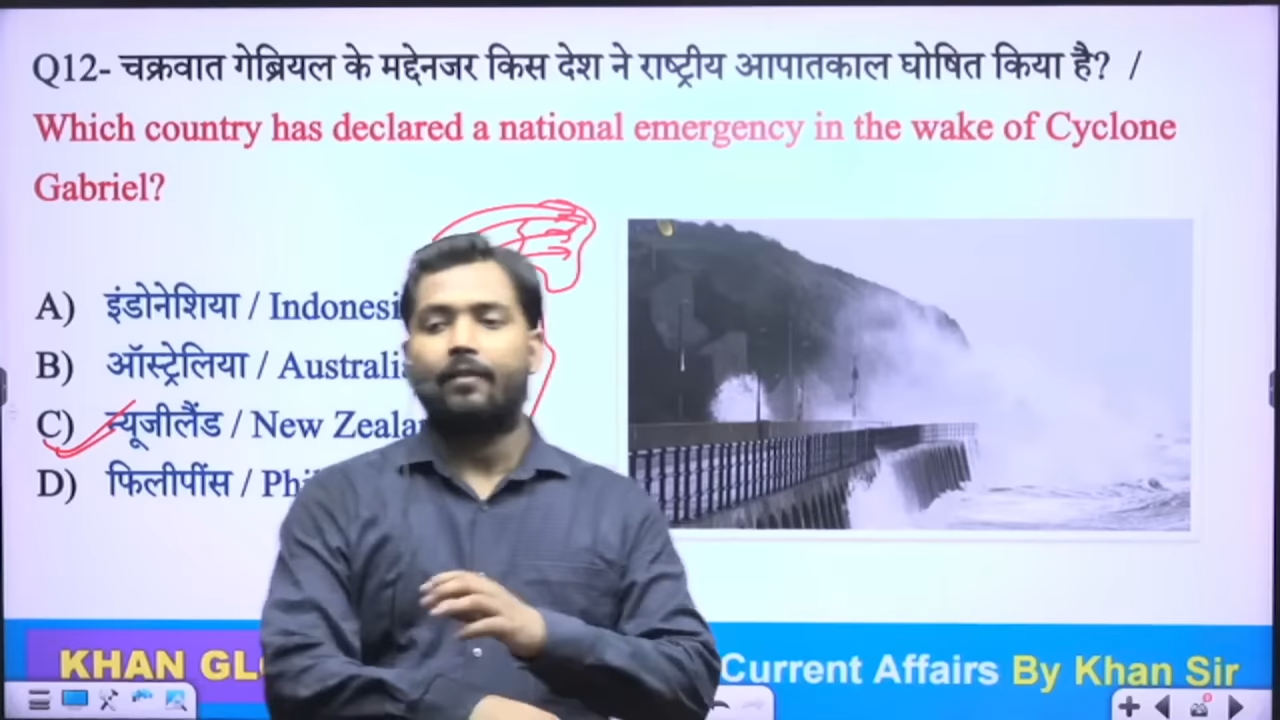 Q12- चक्रवात गेब्रियल के मद्देनजर किस देश ने राष्ट्रीय आपातकाल घोषित किया है? /
Which country has declared a national emergency in the wake of Cyclone
Gabriel?
A) इंडोनेशिया / Indonesi
B) ऑस्ट्रेलिया / Australi
C) न्यूजीलैंड / New Zeala
D) फिलीपींस / Phi
KHAN GL
Current Affairs By Khan Sir